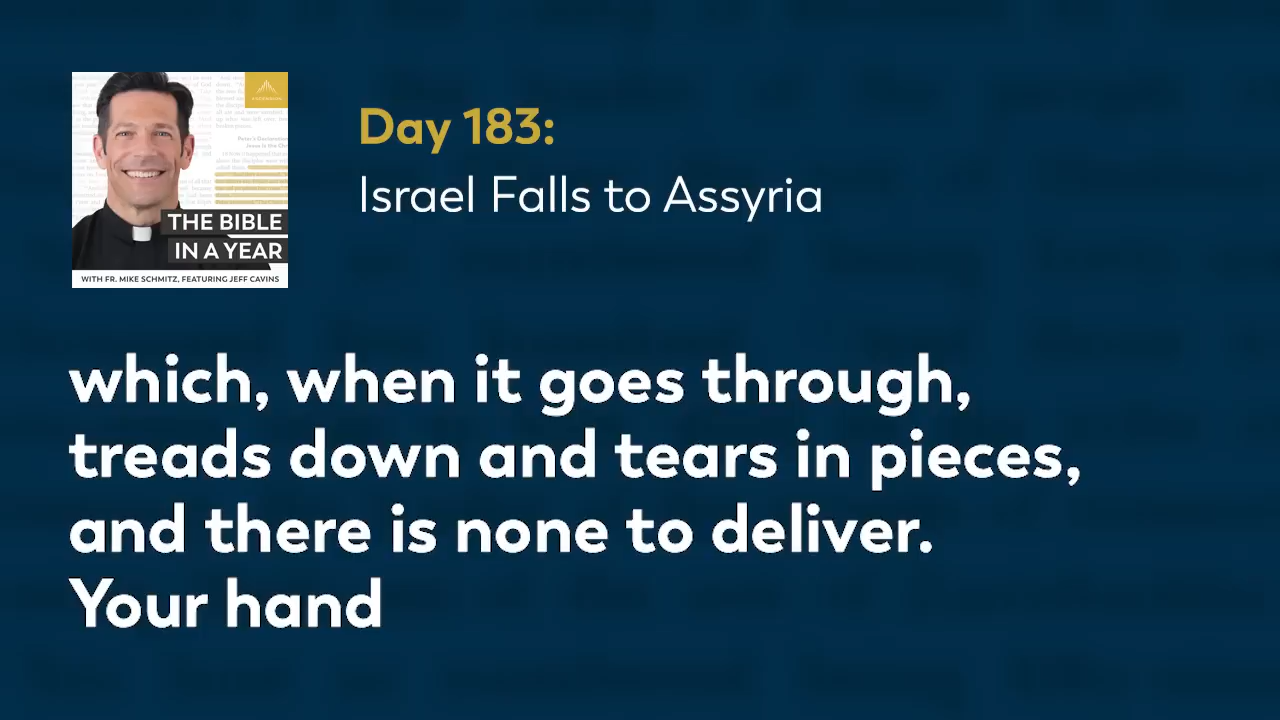 Day 183:
Israel Falls to Assyria
THE BIBLE
IN A YEAR
WITH FR. MIKE SCHMITZ, FEATURING JEFF CAVINS
which, when it goes through,
treads down and tears in pieces,
and there is none to deliver.
Your hand